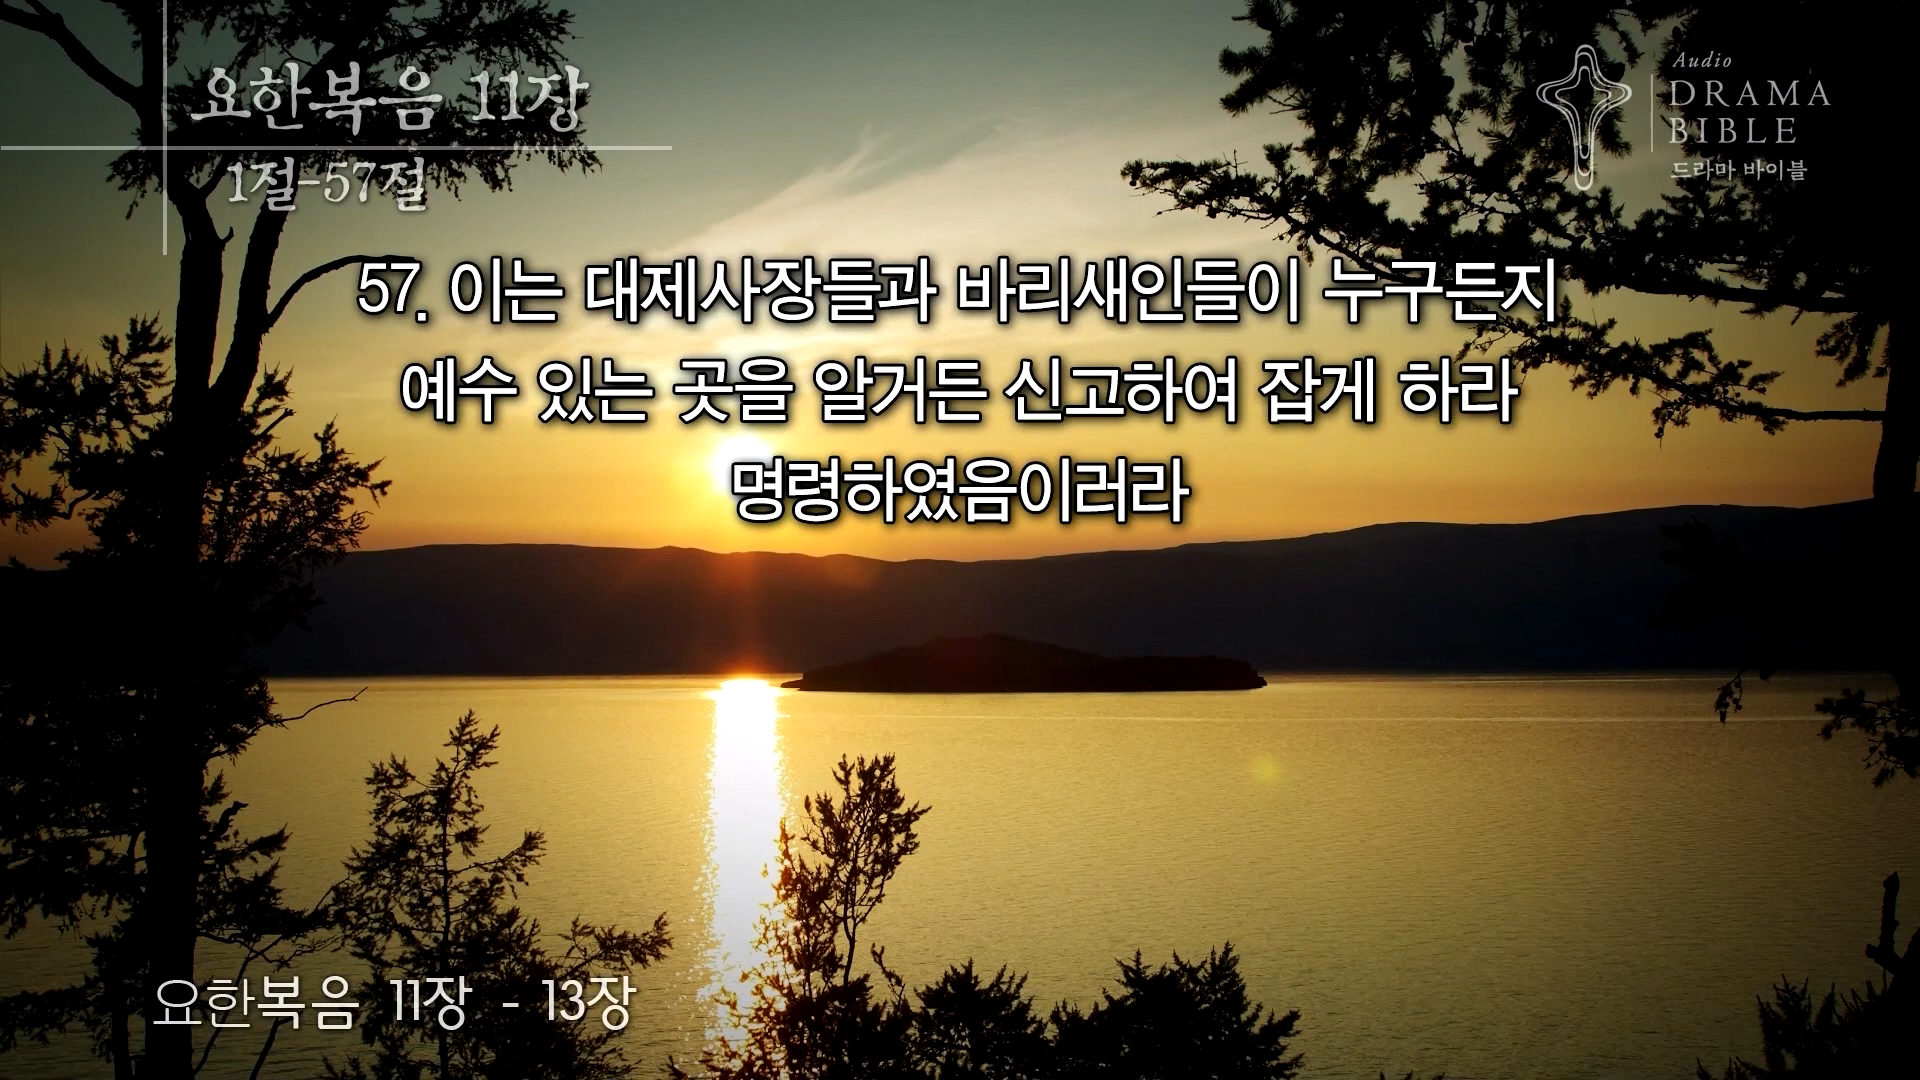 요한복음 11장
1절-57절
Audio
DRAMA
BIBLE
드라마 바이블
57. 이는 대제사장들과 바리새인들이 누구든지
예수 있는 곳을 알거든 신고하여 잡게 하라
명령하였음이러라
요한복음 11장 - 13장